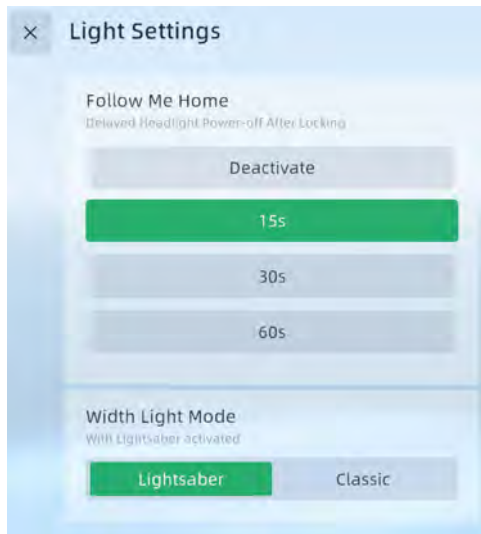 × Light Settings
Follow Me Home
Delayed Headlight Power-off After Locking
Deactivate
15s
30s
60s
Width Light Mode
With Lightsaber activated
Lightsaber Classic